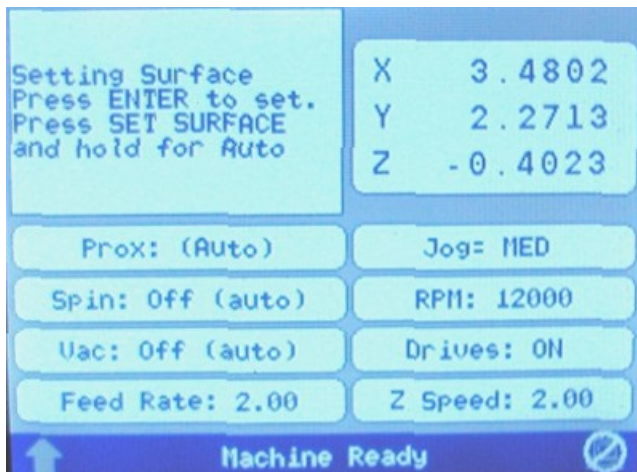 Setting Surface
Press ENTER to set.
Press SET SURFACE
and hold for Auto
X 3.4802
Y 2.2713
Z -0.4023
Prox: (Auto)
Jog= MED
Spin: Off (auto)
RPM: 12000
Vac: Off (auto)
Drives: ON
Feed Rate: 2.00
Z Speed: 2.00
Machine Ready